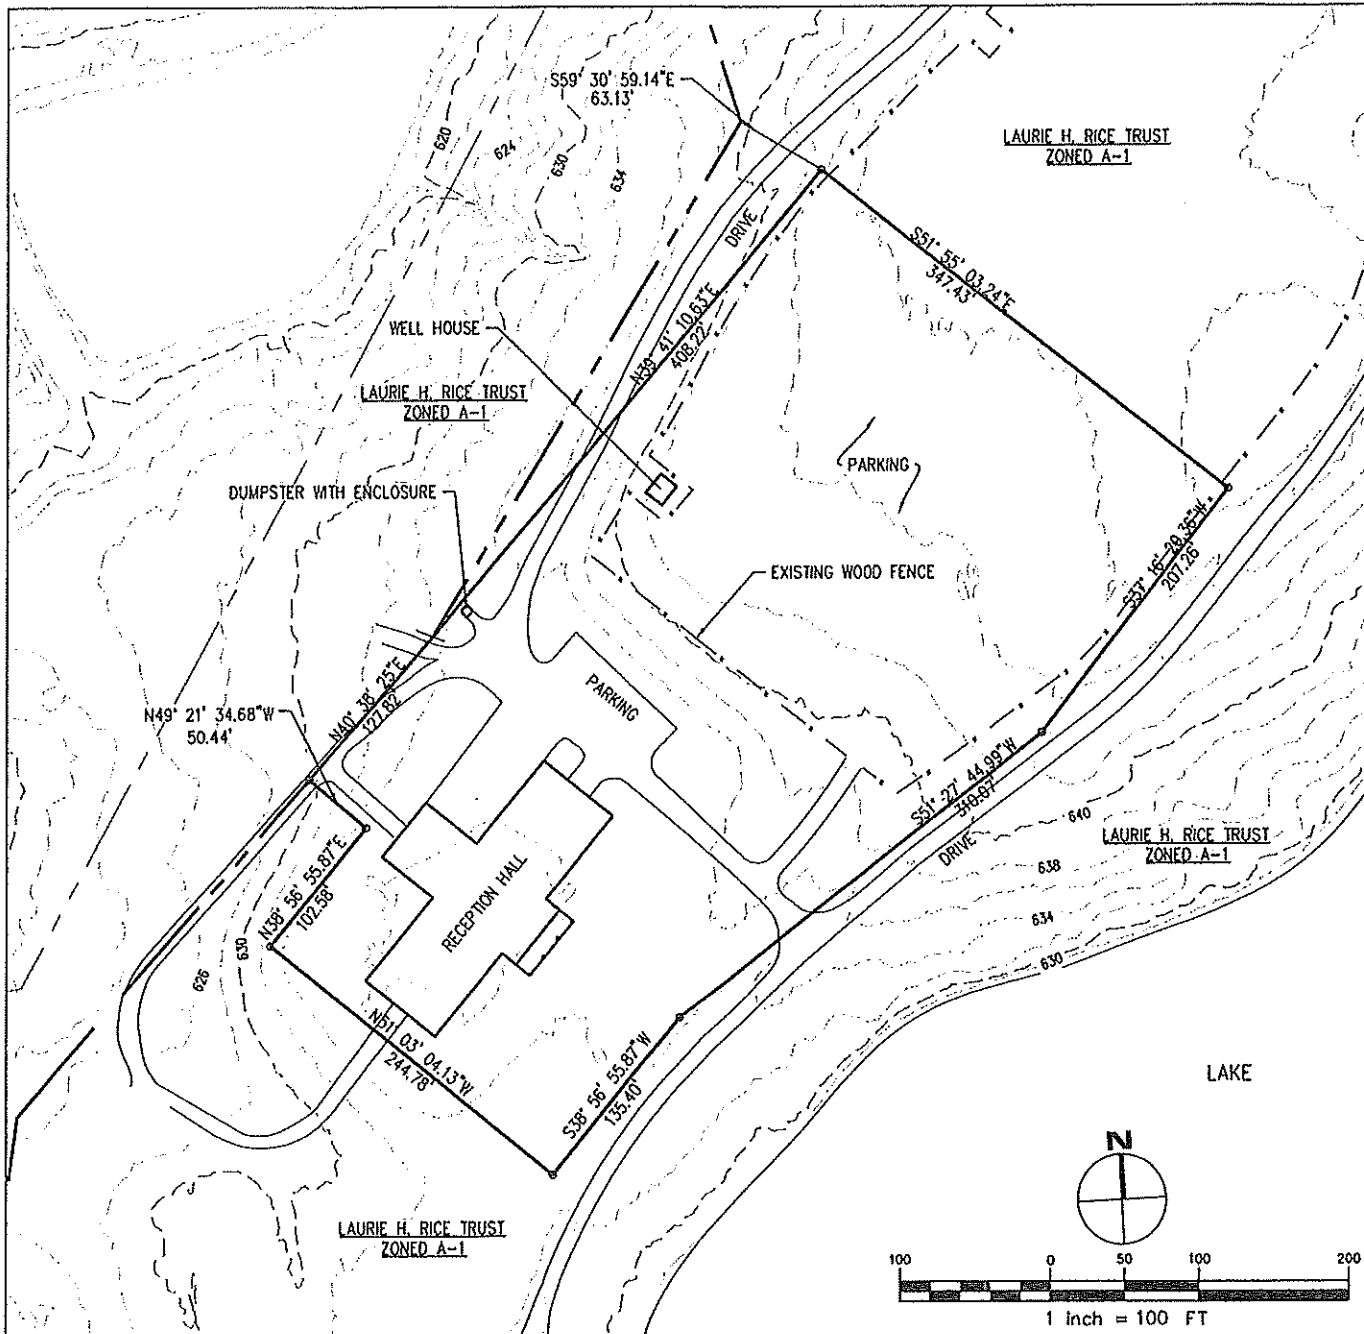 S59° 30' 59.14"E
63.13'
LAURIE H. RICE TRUST
ZONED A-1
620
624
630
634
DRIVE
S51° 55' 03.24"E
347.43'
N39° 41' 10.63"E
408.22'
WELL HOUSE
LAURIE H. RICE TRUST
ZONED A-1
PARKING
DUMPSTER WITH ENCLOSURE
EXISTING WOOD FENCE
S37° 16' 29.36"W
207.26'
N40° 38' 25"E
127.82'
PARKING
N49° 21' 34.68"W
50.44'
S51° 27' 44.99"W
310.07'
DRIVE
640
LAURIE H. RICE TRUST
ZONED A-1
638
634
630
RECEPTION HALL
N38° 56' 55.87"E
102.58'
630
626
N51° 03' 04.13"W
244.78'
S38° 56' 55.87"W
135.40'
LAKE
N
LAURIE H. RICE TRUST
ZONED A-1
100 0 50 100 200
1 inch = 100 FT